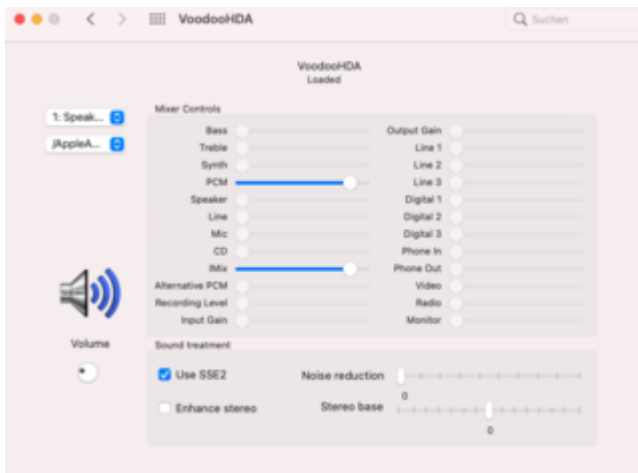 VoodooHDA
Suchen
VoodooHDA
Loaded
1: Speak...
Mixer Controls
Bass
Treble
Synth
PCM
Speaker
Line
Mic
CD
IMix
Alternative PCM
Recording Level
Input Gain
Output Gain
Line 1
Line 2
Line 3
Digital 1
Digital 2
Digital 3
Phone In
Phone Out
Video
Radio
Monitor
Volume
Sound treatment
Use SSE2
Noise reduction
0
Enhance stereo
Stereo base
0